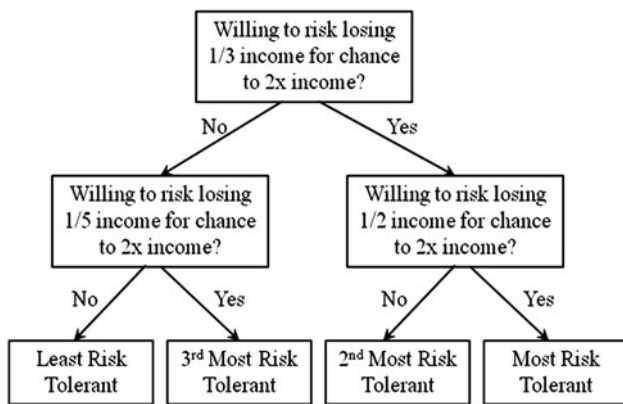 Willing to risk losing
1/3 income for chance
to 2x income?
No
Yes
Willing to risk losing
1/5 income for chance
to 2x income?
Willing to risk losing
1/2 income for chance
to 2x income?
No
Yes
No
Yes
Least Risk
Tolerant
3rd Most Risk
Tolerant
2nd Most Risk
Tolerant
Most Risk
Tolerant